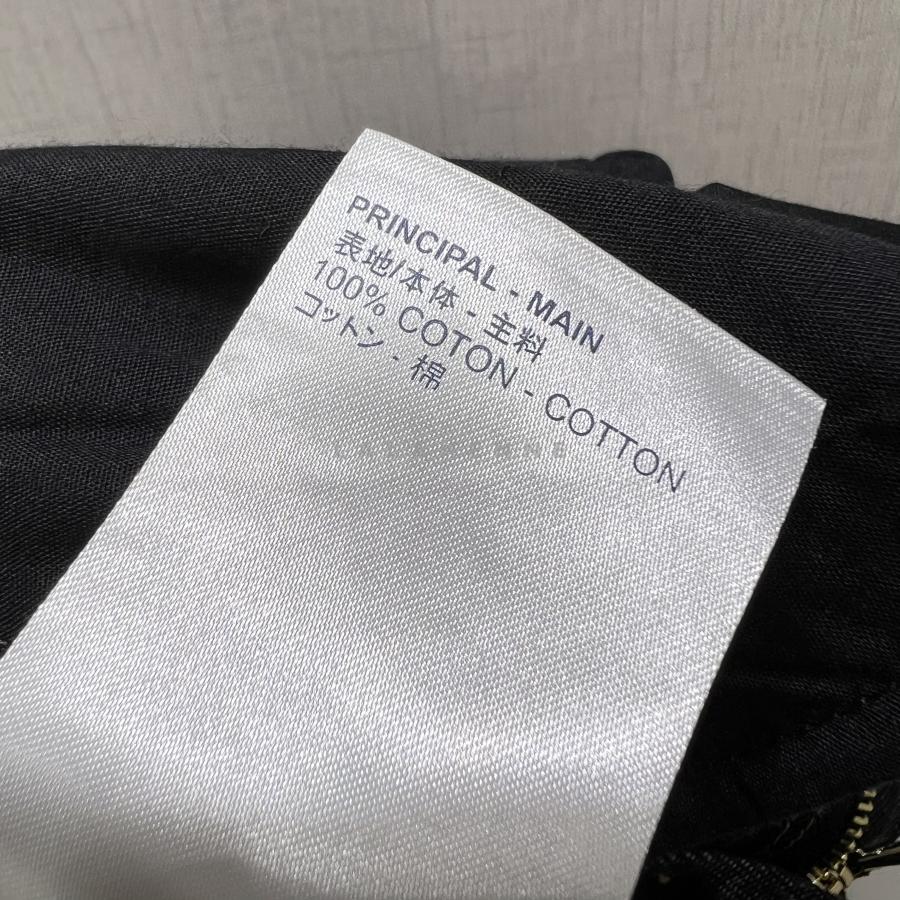 PRINCIPAL - MAIN
表地/本体 - 主料
100% COTON - COTTON
コットン - 棉